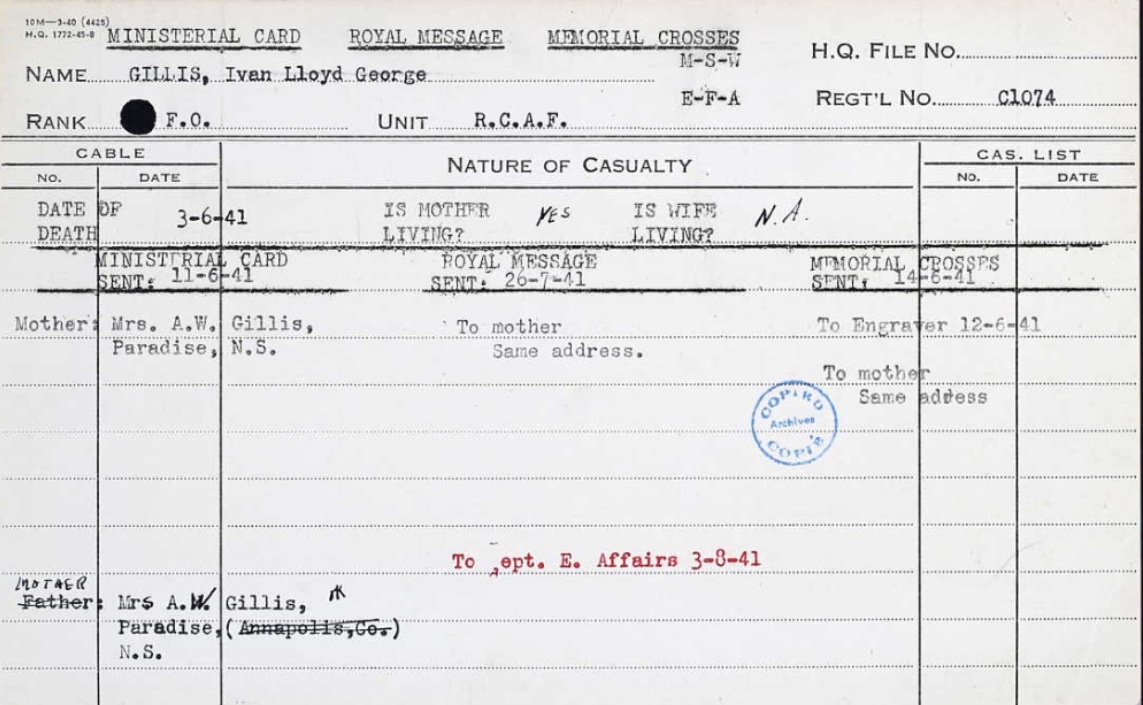 10M—3-40 (4425)
H.Q. 1772-45-8
MINISTERIAL CARD ROYAL MESSAGE MEMORIAL CROSSES
M-S-W
H.Q. FILE NO.
NAME GILLIS, Ivan Lloyd George
E-F-A
REGT'L NO. C1074
RANK F.O. UNIT R.C.A.F.
CABLE NATURE OF CASUALTY CAS. LIST
NO. DATE NO. DATE
DATE OF 3-6-41 IS MOTHER YES IS WIFE N.A.
DEATH LIVING? LIVING?
MINISTERIAL CARD ROYAL MESSAGE MEMORIAL CROSSES
SENT: 11-6-41 SENT: 26-7-41 SENT: 14-6-41
Mother: Mrs. A.W. Gillis, To mother To Engraver 12-6-41
Paradise, N.S. Same address.
To mother
Same addess
COPIED
Archives
COPIÉ
To ept. E. Affairs 3-8-41
MOTHER
Father: Mrs A.W. Gillis,
Paradise, (Annapolis,Co.)
N.S.